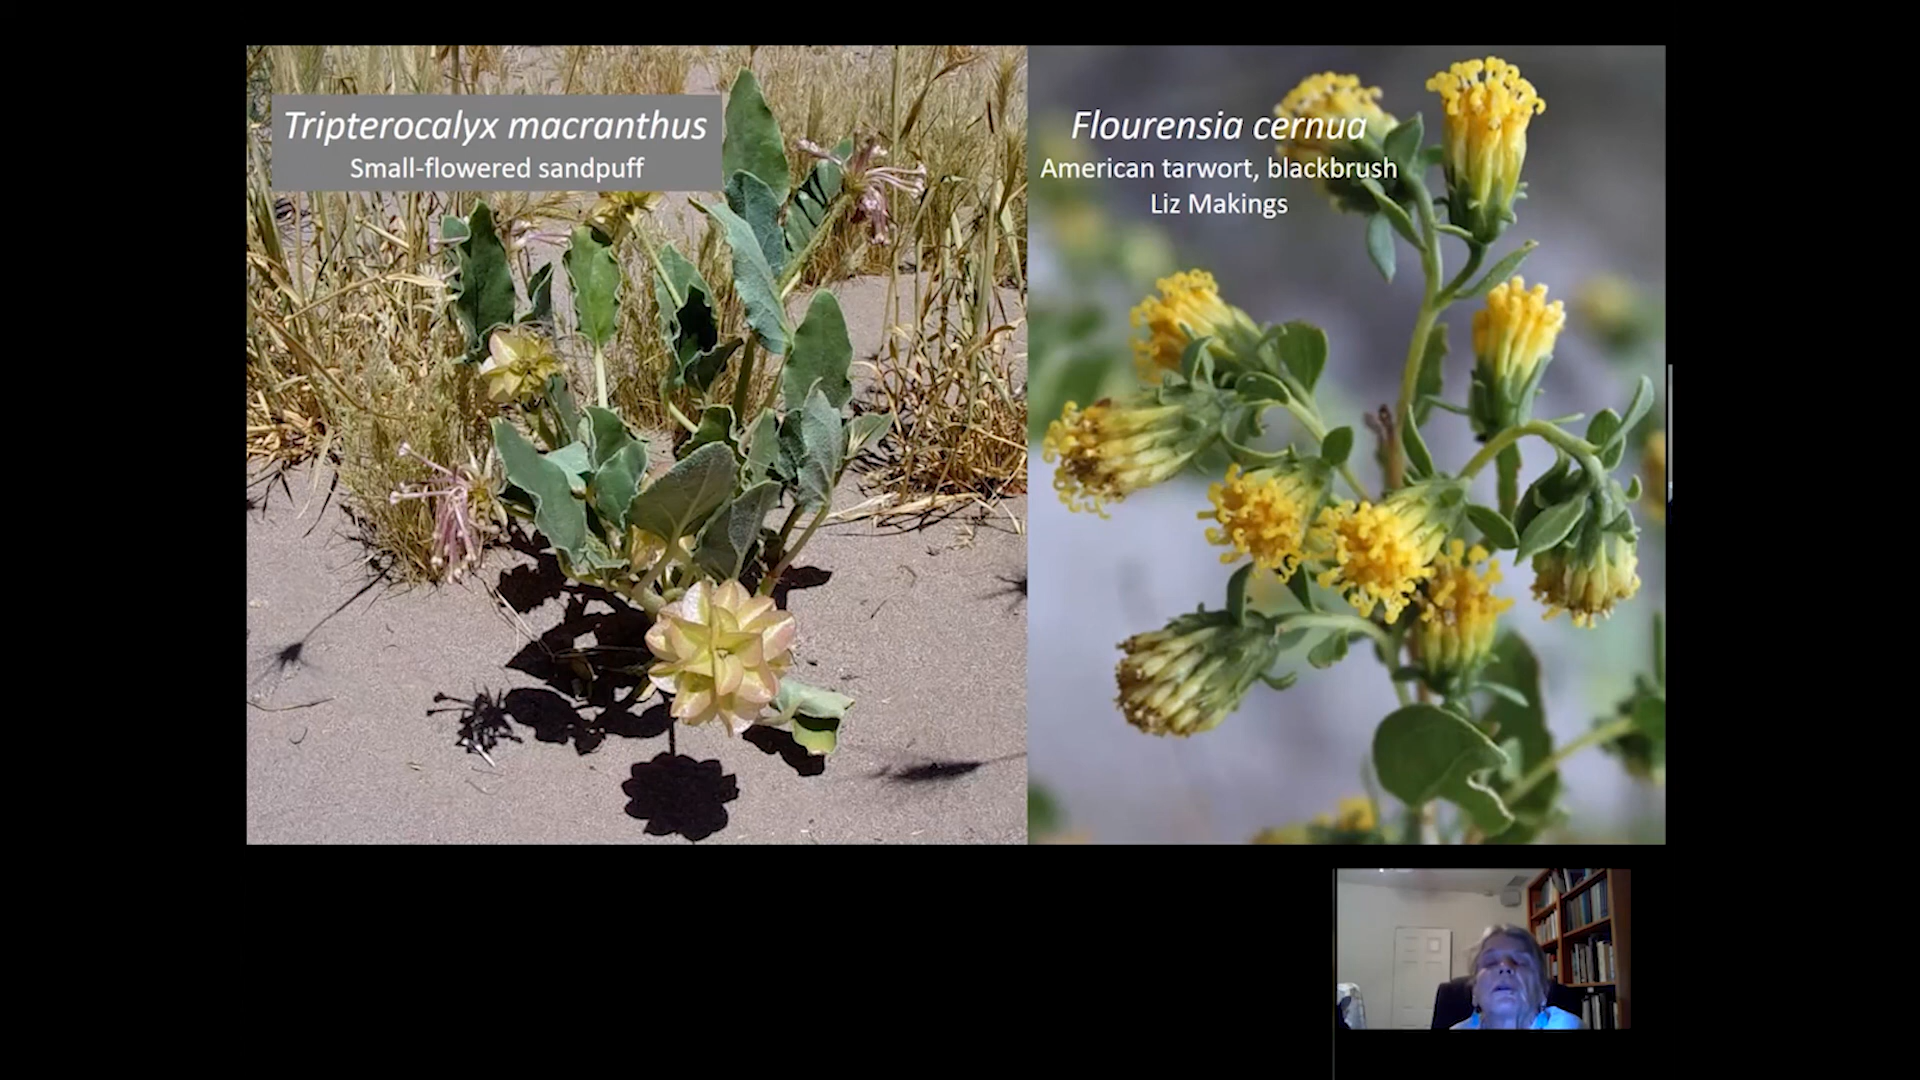 Tripterocalyx macranthus
Small-flowered sandpuff
Flourensia cernua
American tarwort, blackbrush
Liz Makings